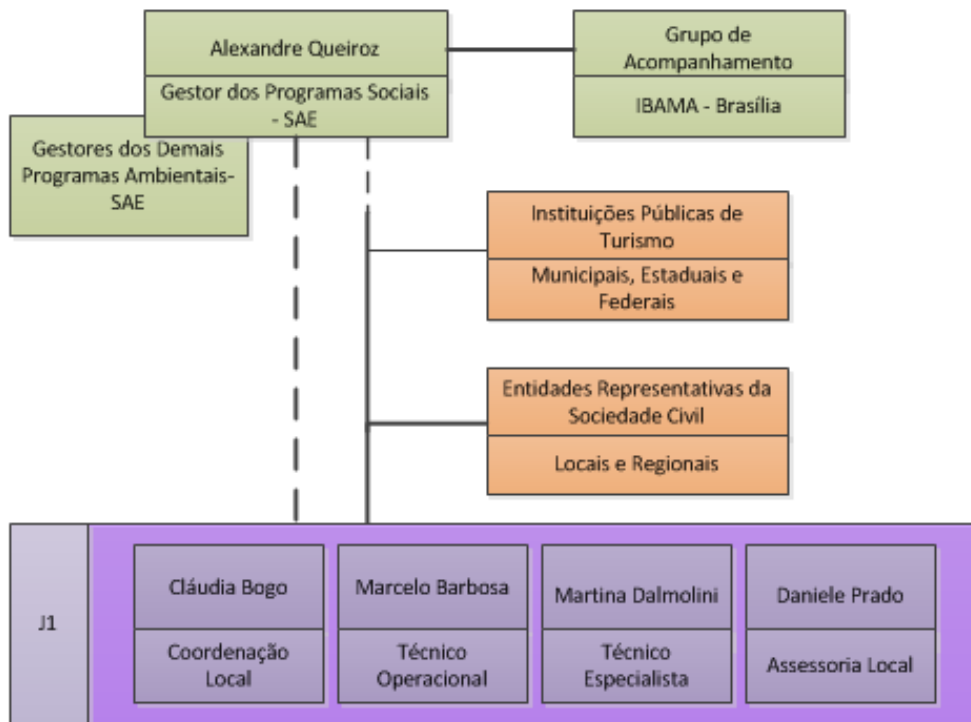 Alexandre Queiroz
Gestor dos Programas Sociais
- SAE
Grupo de
Acompanhamento
IBAMA - Brasília
Gestores dos Demais
Programas Ambientais-
SAE
Instituições Públicas de
Turismo
Municipais, Estaduais e
Federais
Entidades Representativas da
Sociedade Civil
Locais e Regionais
J1
Cláudia Bogo
Coordenação
Local
Marcelo Barbosa
Técnico
Operacional
Martina Dalmolini
Técnico
Especialista
Daniele Prado
Assessoria Local